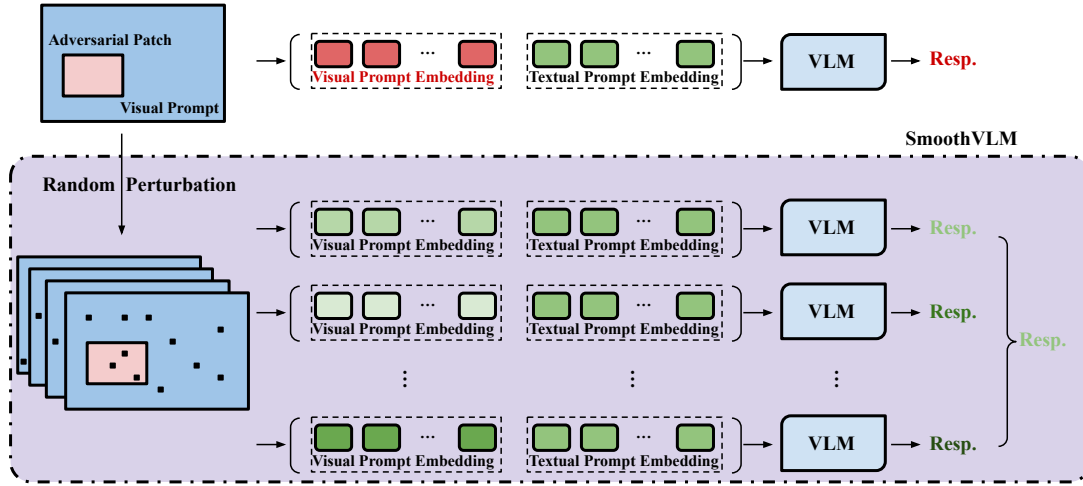 Adversarial Patch
Visual Prompt
Visual Prompt Embedding
Textual Prompt Embedding
VLM
Resp.
SmoothVLM
Random Perturbation
Visual Prompt Embedding
Textual Prompt Embedding
VLM
Resp.
Visual Prompt Embedding
Textual Prompt Embedding
VLM
Resp.
Resp.
Visual Prompt Embedding
Textual Prompt Embedding
VLM
Resp.